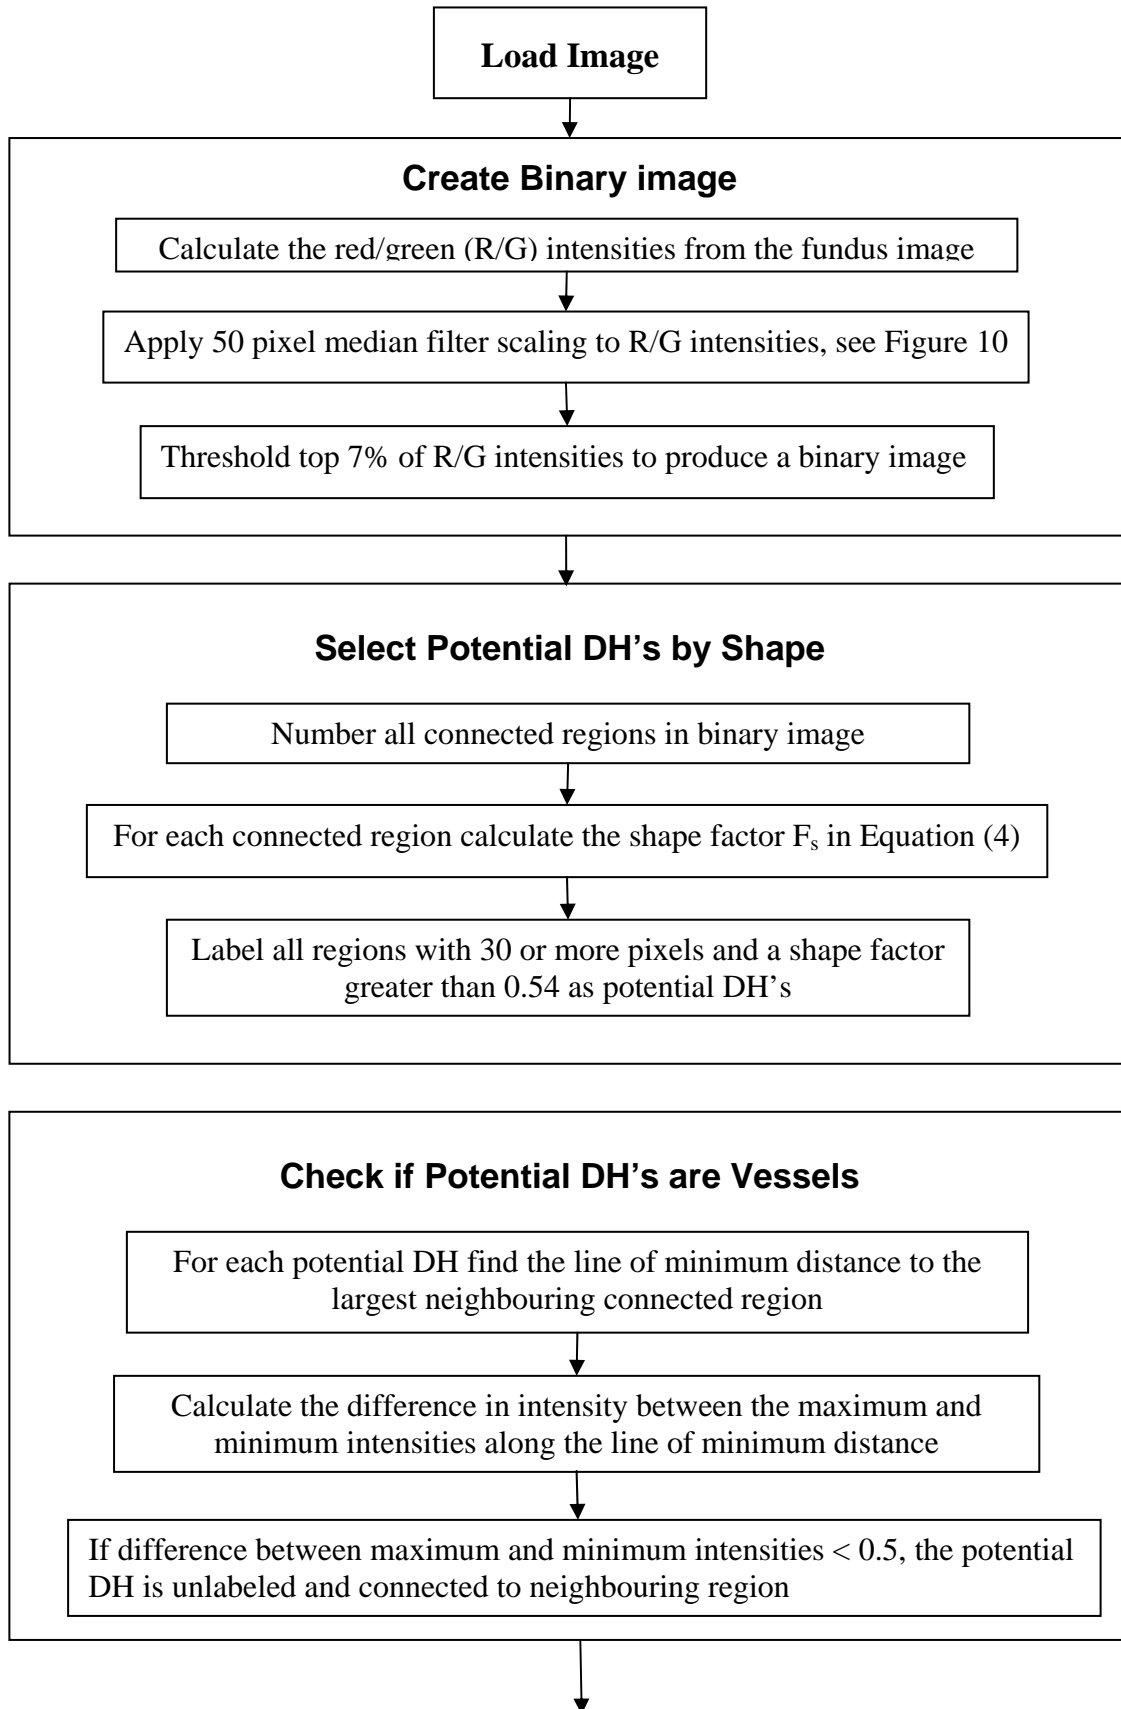 Load Image
Create Binary image
Calculate the red/green (R/G) intensities from the fundus image
Apply 50 pixel median filter scaling to R/G intensities, see Figure 10
Threshold top 7% of R/G intensities to produce a binary image
Select Potential DH’s by Shape
Number all connected regions in binary image
For each connected region calculate the shape factor Fs in Equation (4)
Label all regions with 30 or more pixels and a shape factor
greater than 0.54 as potential DH’s
Check if Potential DH’s are Vessels
For each potential DH find the line of minimum distance to the
largest neighbouring connected region
Calculate the difference in intensity between the maximum and
minimum intensities along the line of minimum distance
If difference between maximum and minimum intensities < 0.5, the potential
DH is unlabeled and connected to neighbouring region